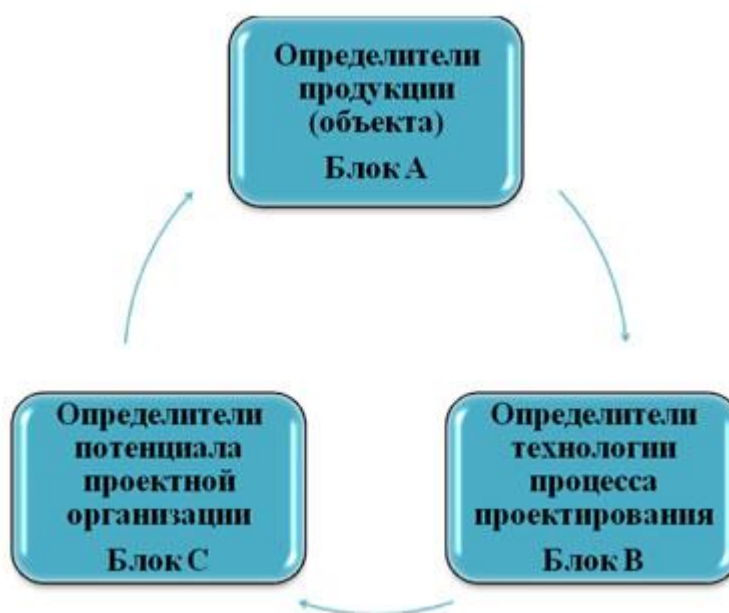 Определители
продукции
(объекта)
Блок А
Определители
потенциала
проектной
организации
Блок С
Определители
технологии
процесса
проектирования
Блок В